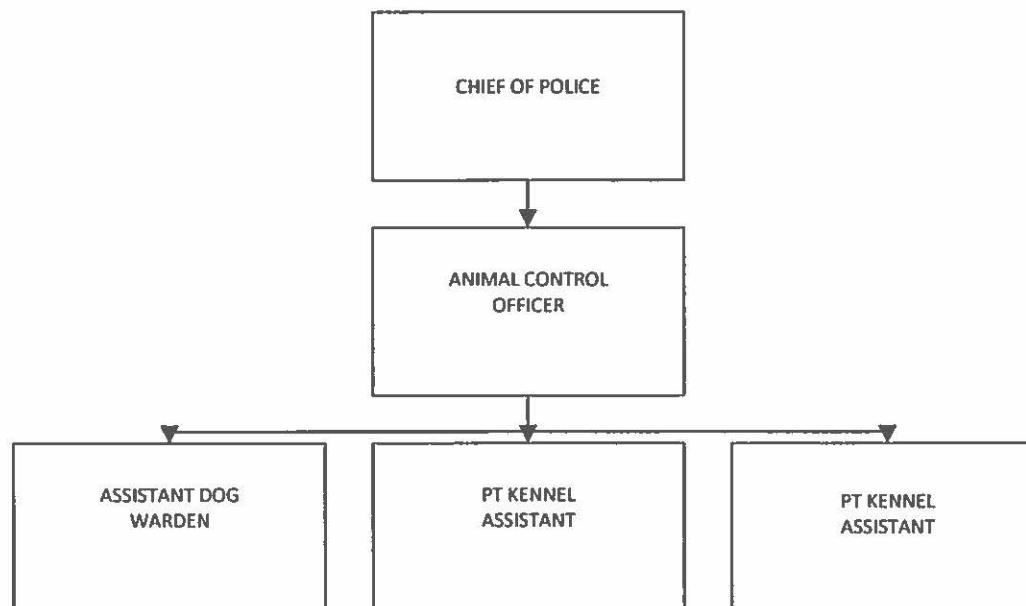 CHIEF OF POLICE
ANIMAL CONTROL
OFFICER
ASSISTANT DOG
WARDEN
PT KENNEL
ASSISTANT
PT KENNEL
ASSISTANT